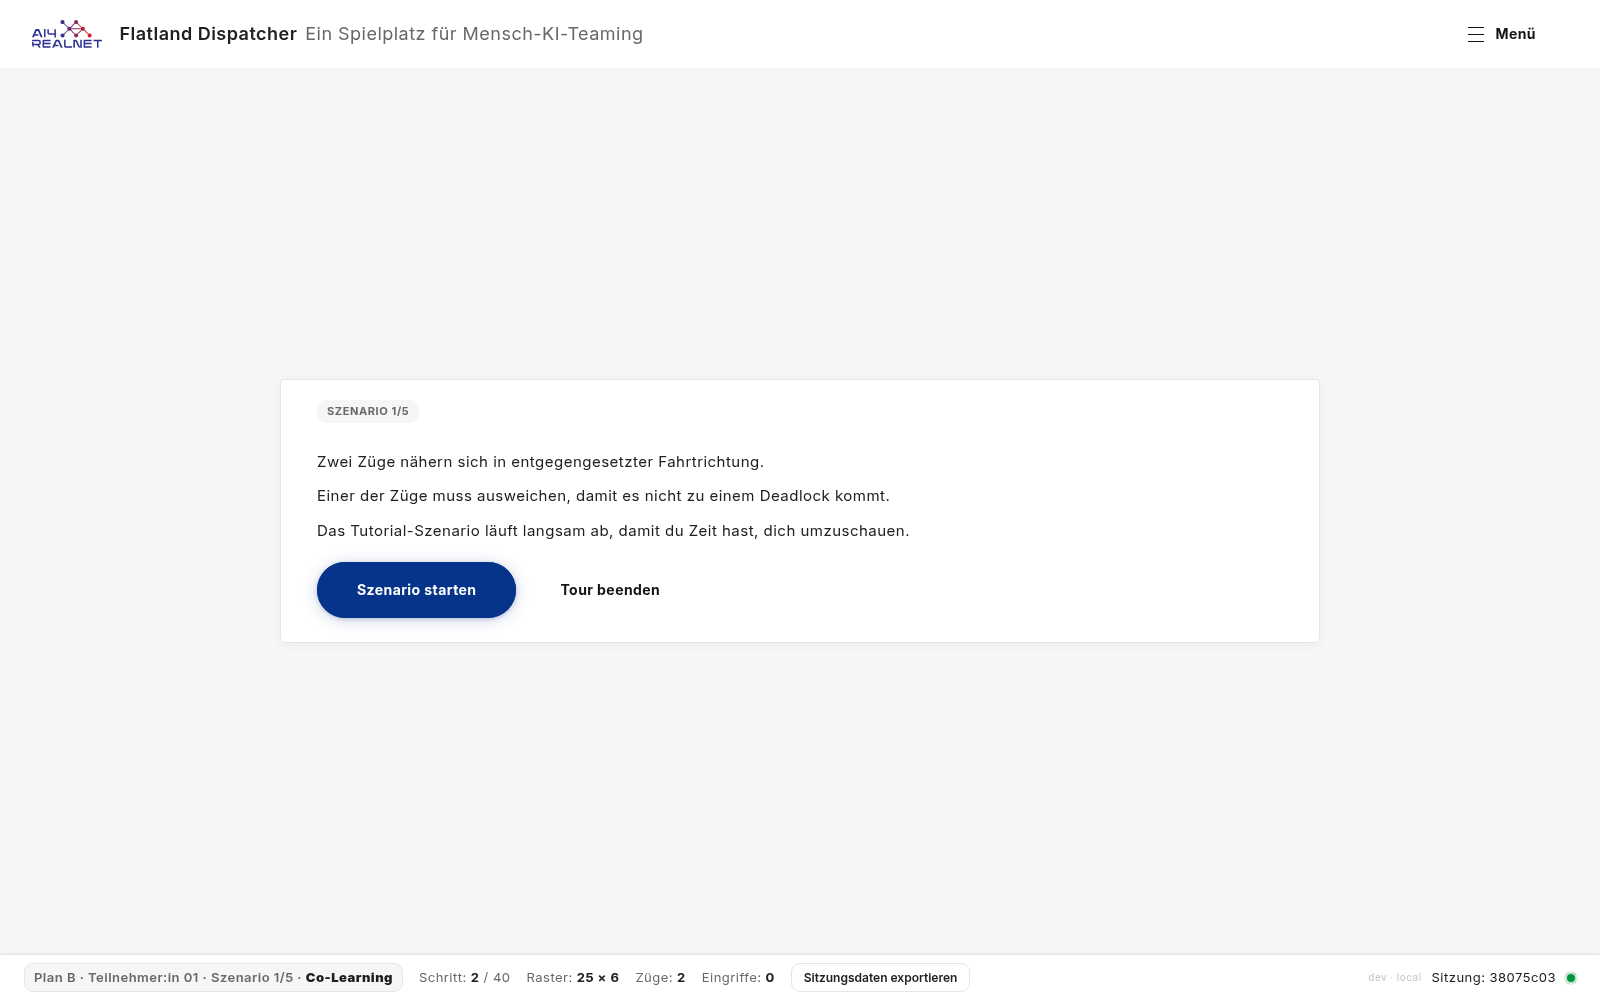 AI4
REALNET
Flatland Dispatcher Ein Spielplatz für Mensch-KI-Teaming
Menü
SZENARIO 1/5
Zwei Züge nähern sich in entgegengesetzter Fahrtrichtung.
Einer der Züge muss ausweichen, damit es nicht zu einem Deadlock kommt.
Das Tutorial-Szenario läuft langsam ab, damit du Zeit hast, dich umzuschauen.
Szenario starten
Tour beenden
Plan B · Teilnehmer:in 01 · Szenario 1/5 · Co-Learning
Schritt: 2 / 40
Raster: 25 × 6
Züge: 2
Eingriffe: 0
Sitzungsdaten exportieren
dev · local
Sitzung: 38075c03